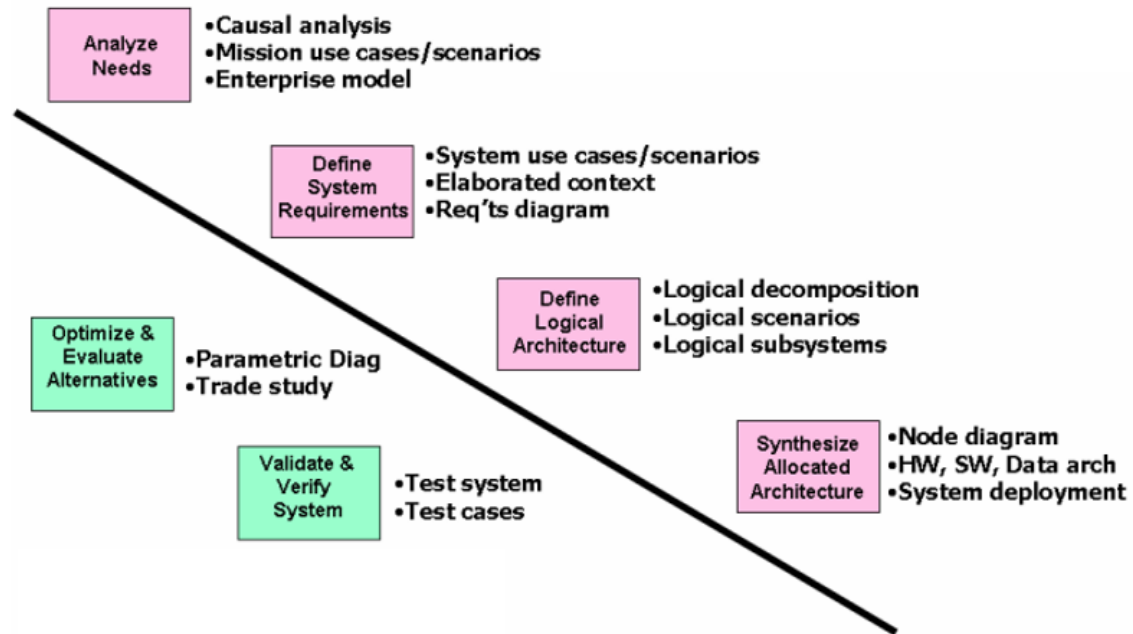 Analyze
Needs
•Causal analysis
•Mission use cases/scenarios
•Enterprise model
Define
System
Requirements
•System use cases/scenarios
•Elaborated context
•Req'ts diagram
Define
Logical
Architecture
•Logical decomposition
•Logical scenarios
•Logical subsystems
Optimize &
Evaluate
Alternatives
•Parametric Diag
•Trade study
Synthesize
Allocated
Architecture
•Node diagram
•HW, SW, Data arch
•System deployment
Validate &
Verify
System
•Test system
•Test cases